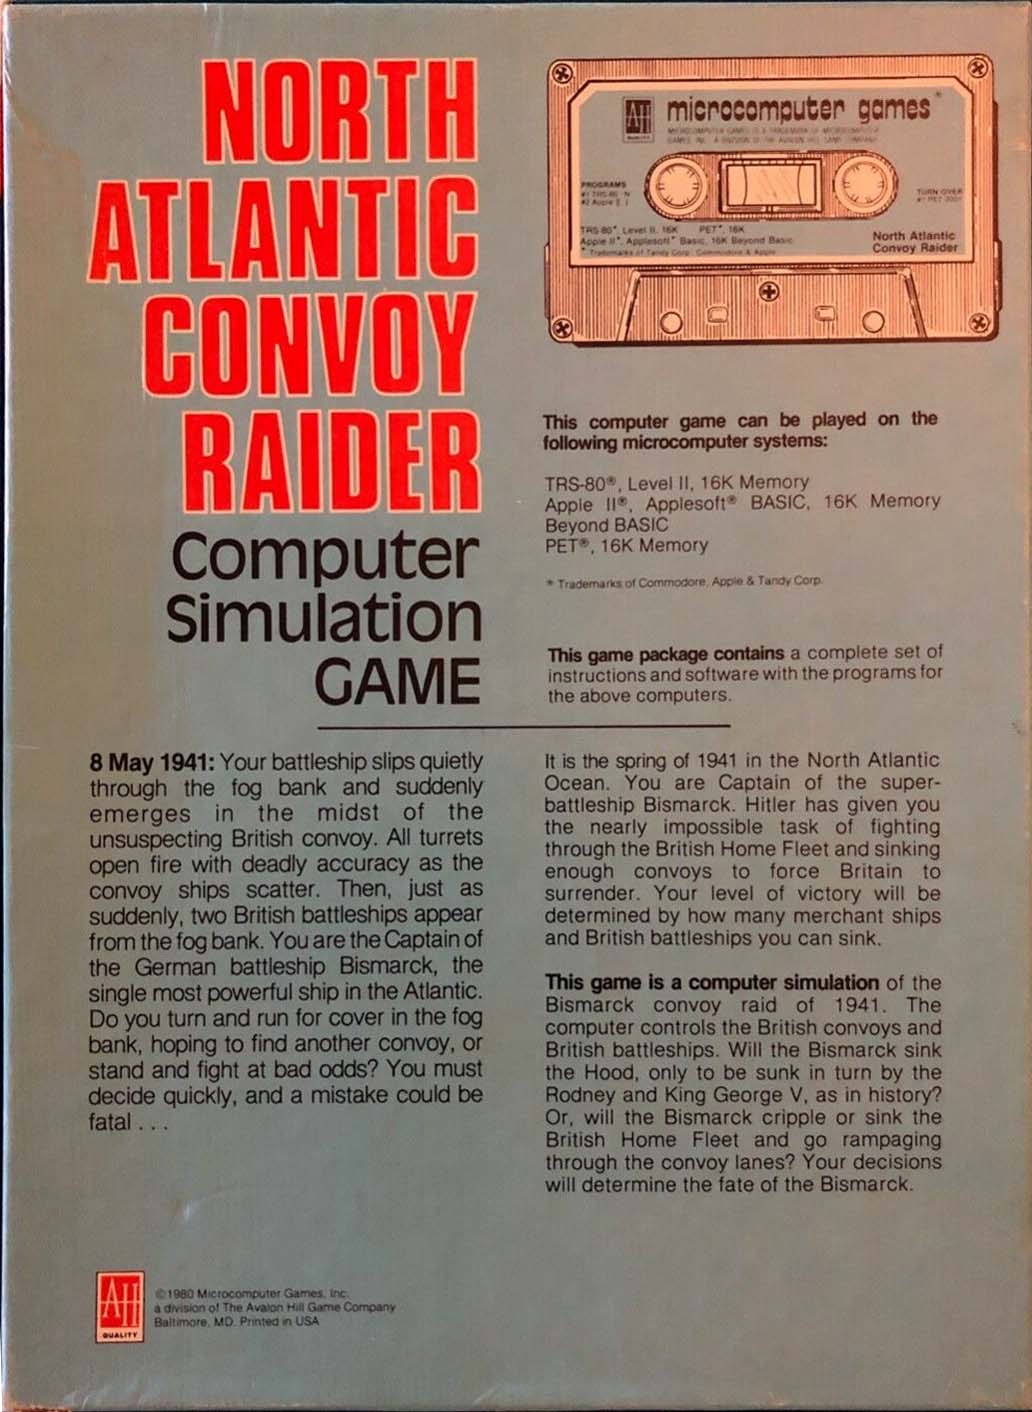 NORTH
ATLANTIC
CONVOY
RAIDER
Computer
Simulation
GAME
AH
microcomputer games®
PROGRAMS
TURN OVER
TRS-80*, Level II, 16K PET*, 16K
Apple II*, Applesoft* Basic, 16K Beyond Basic
* Trademarks of Tandy Corp. Commodore & Apple
North Atlantic
Convoy Raider
This computer game can be played on the
following microcomputer systems:
TRS-80®, Level II, 16K Memory
Apple II®, Applesoft® BASIC, 16K Memory
Beyond BASIC
PET®, 16K Memory
* Trademarks of Commodore, Apple & Tandy Corp.
This game package contains a complete set of
instructions and software with the programs for
the above computers.
8 May 1941: Your battleship slips quietly
through the fog bank and suddenly
emerges in the midst of the
unsuspecting British convoy. All turrets
open fire with deadly accuracy as the
convoy ships scatter. Then, just as
suddenly, two British battleships appear
from the fog bank. You are the Captain of
the German battleship Bismarck, the
single most powerful ship in the Atlantic.
Do you turn and run for cover in the fog
bank, hoping to find another convoy, or
stand and fight at bad odds? You must
decide quickly, and a mistake could be
fatal . . .
It is the spring of 1941 in the North Atlantic
Ocean. You are Captain of the super-
battleship Bismarck. Hitler has given you
the nearly impossible task of fighting
through the British Home Fleet and sinking
enough convoys to force Britain to
surrender. Your level of victory will be
determined by how many merchant ships
and British battleships you can sink.
This game is a computer simulation of the
Bismarck convoy raid of 1941. The
computer controls the British convoys and
British battleships. Will the Bismarck sink
the Hood, only to be sunk in turn by the
Rodney and King George V, as in history?
Or, will the Bismarck cripple or sink the
British Home Fleet and go rampaging
through the convoy lanes? Your decisions
will determine the fate of the Bismarck.
AH
QUALITY
©1980 Microcomputer Games, Inc.
a division of The Avalon Hill Game Company
Baltimore, MD. Printed in USA